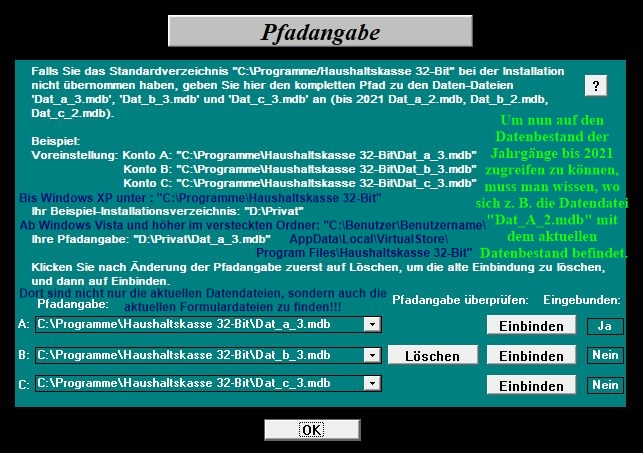 Pfadangabe
Falls Sie das Standardverzeichnis "C:\Programme/Haushaltskasse 32-Bit" bei der Installation
nicht übernommen haben, geben Sie hier den kompletten Pfad zu den Daten-Dateien
'Dat_a_3.mdb', 'Dat_b_3.mdb' und 'Dat_c_3.mdb' an (bis 2021 Dat_a_2.mdb, Dat_b_2.mdb,
Dat_c_2.mdb).
?
Um nun auf den
Datenbestand der
Jahrgänge bis 2021
zugreifen zu können,
muss man wissen, wo
sich z. B. die Datendatei
"Dat_A_2.mdb" mit
dem aktuellen
Datenbestand befindet.
Beispiel:
Voreinstellung: Konto A: "C:\Programme\Haushaltskasse 32-Bit\Dat_a_3.mdb"
Konto B: "C:\Programme\Haushaltskasse 32-Bit\Dat_b_3.mdb"
Konto C: "C:\Programme\Haushaltskasse 32-Bit\Dat_c_3.mdb"
Bis Windows XP unter : "C:\Programme\Haushaltskasse 32-Bit"
Ihr Beispiel-Installationsverzeichnis: "D:\Privat"
Ab Windows Vista und höher im versteckten Ordner: "C:\Benutzer\Benutzername\
Ihre Pfadangabe: "D:\Privat\Dat_a_3.mdb" AppData\Local\VirtualStore\
Program Files\Haushaltskasse 32-Bit"
Klicken Sie nach Änderung der Pfadangabe zuerst auf Löschen, um die alte Einbindung zu löschen,
und dann auf Einbinden.
Dort sind nicht nur die aktuellen Datendateien, sondern auch die
aktuellen Formulardateien zu finden!!!
Pfadangabe: Pfadangabe überprüfen: Eingebunden:
A: C:\Programme\Haushaltskasse 32-Bit\Dat_a_3.mdb Einbinden Ja
B: C:\Programme\Haushaltskasse 32-Bit\Dat_b_3.mdb Löschen Einbinden Nein
C: C:\Programme\Haushaltskasse 32-Bit\Dat_c_3.mdb Einbinden Nein
OK